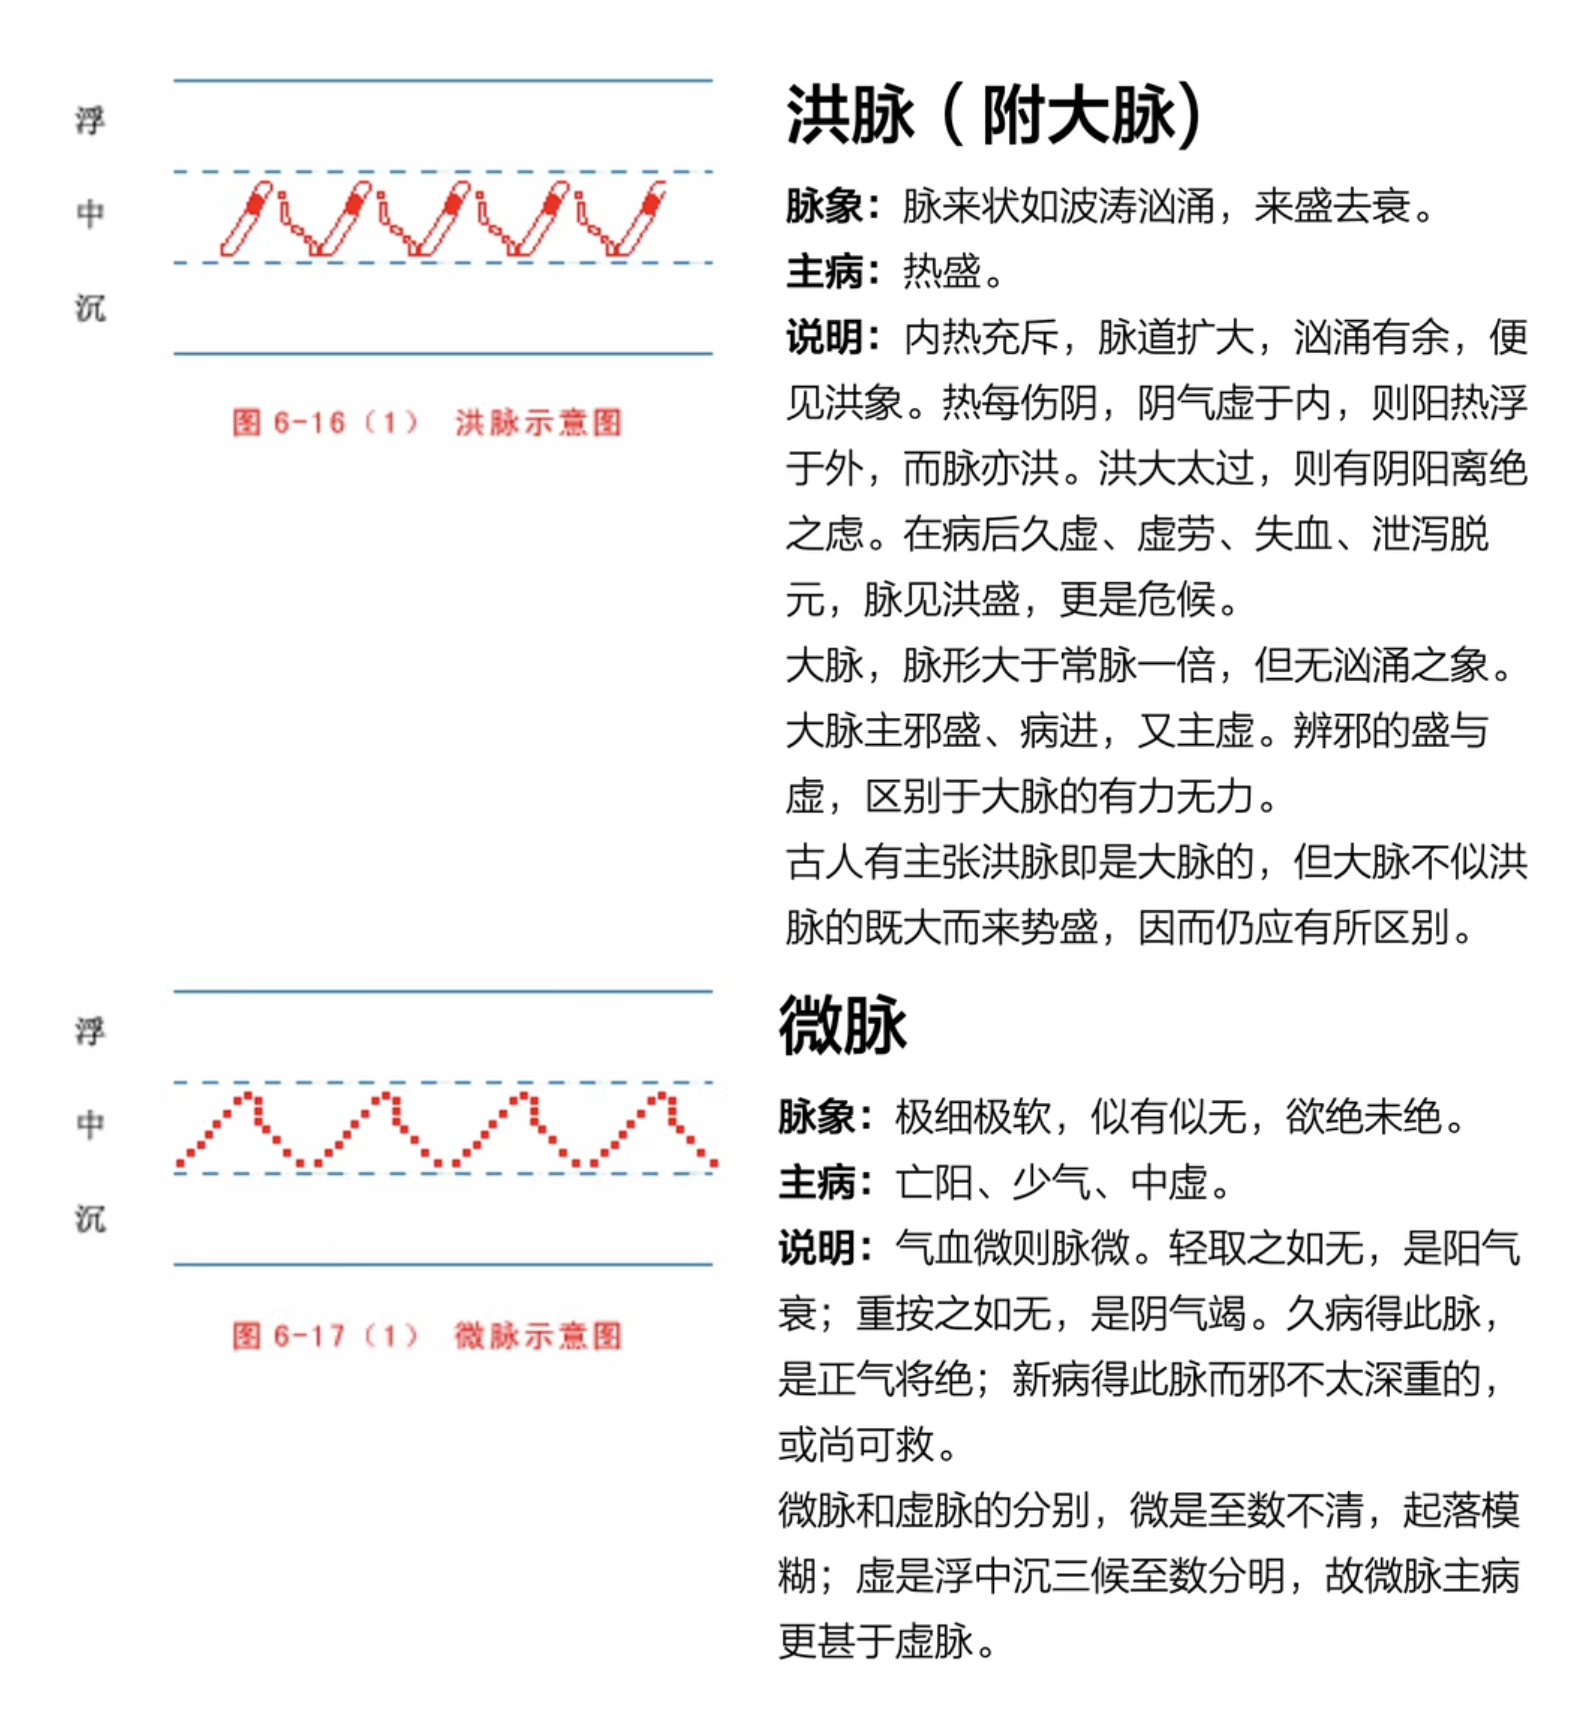 浮
中
沉
图 6-16（1） 洪脉示意图
洪脉（附大脉）
脉象：脉来状如波涛汹涌，来盛去衰。
主病：热盛。
说明：内热充斥，脉道扩大，汹涌有余，便
见洪象。热每伤阴，阴气虚于内，则阳热浮
于外，而脉亦洪。洪大太过，则有阴阳离绝
之虑。在病后久虚、虚劳、失血、泄泻脱
元，脉见洪盛，更是危候。
大脉，脉形大于常脉一倍，但无汹涌之象。
大脉主邪盛、病进，又主虚。辨邪的盛与
虚，区别于大脉的有力无力。
古人有主张洪脉即是大脉的，但大脉不似洪
脉的既大而来势盛，因而仍应有所区别。
浮
中
沉
图 6-17（1） 微脉示意图
微脉
脉象：极细极软，似有似无，欲绝未绝。
主病：亡阳、少气、中虚。
说明：气血微则脉微。轻取之如无，是阳气
衰；重按之如无，是阴气竭。久病得此脉，
是正气将绝；新病得此脉而邪不太深重的，
或尚可救。
微脉和虚脉的分别，微是至数不清，起落模
糊；虚是浮中沉三候至数分明，故微脉主病
更甚于虚脉。